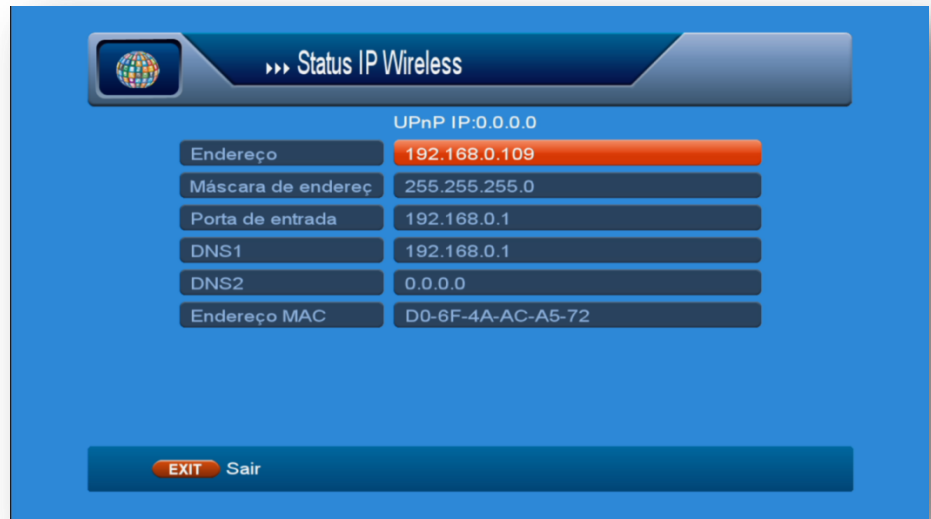 ▸▸▸ Status IP Wireless
UPnP IP:0.0.0.0
Endereço 192.168.0.109
Máscara de endereç 255.255.255.0
Porta de entrada 192.168.0.1
DNS1 192.168.0.1
DNS2 0.0.0.0
Endereço MAC D0-6F-4A-AC-A5-72
EXIT Sair